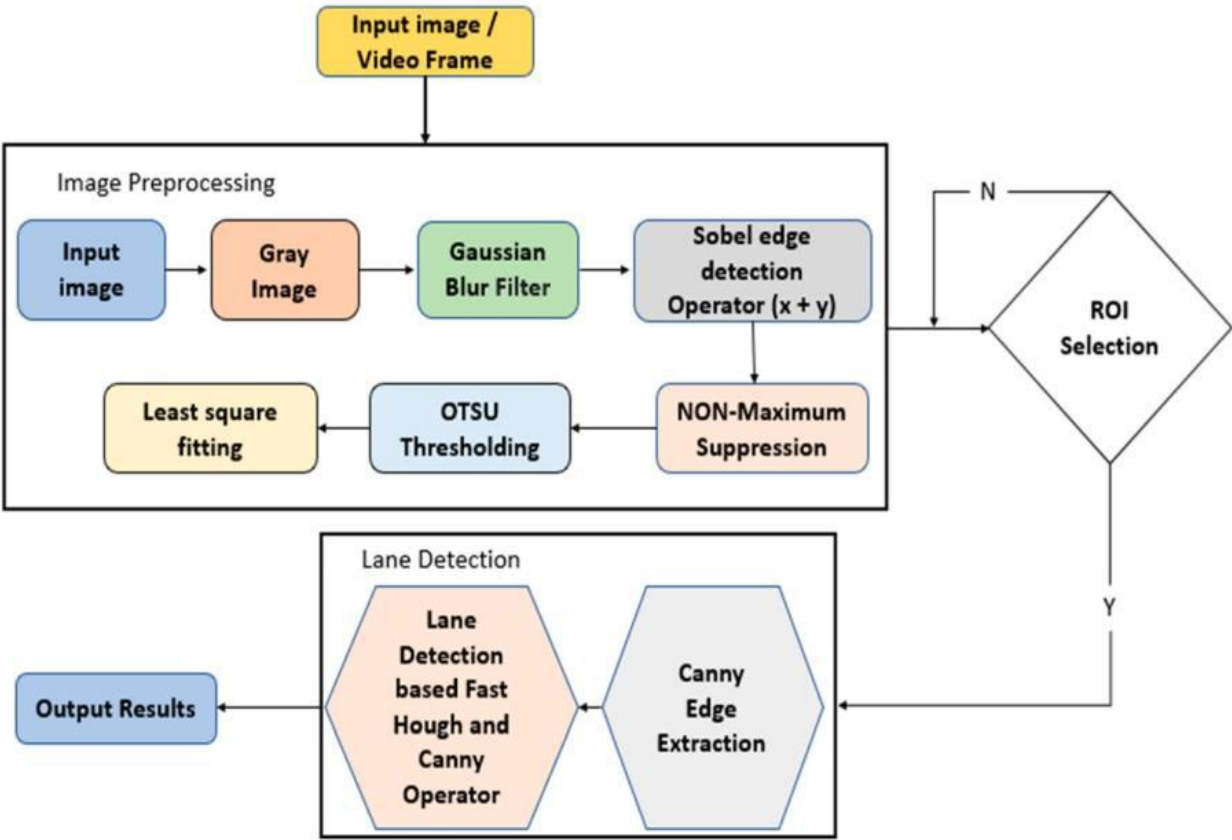 Input image /
Video Frame
Image Preprocessing
Input
image
Gray
Image
Gaussian
Blur Filter
Sobel edge
detection
Operator (x + y)
NON-Maximum
Suppression
OTSU
Thresholding
Least square
fitting
N
ROI
Selection
Y
Lane Detection
Canny
Edge
Extraction
Lane
Detection
based Fast
Hough and
Canny
Operator
Output Results